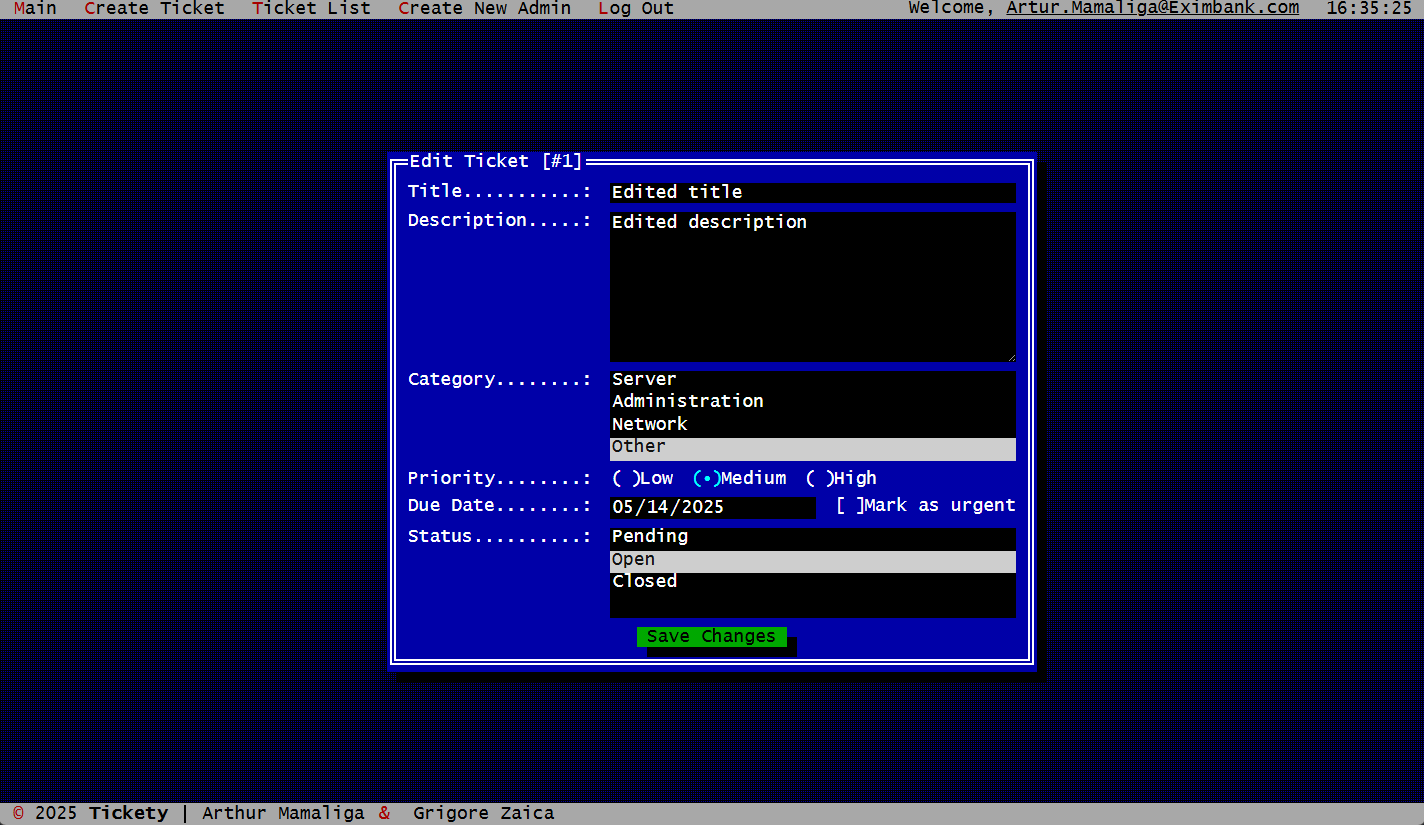 Main Create Ticket Ticket List Create New Admin Log Out Welcome, Artur.Mamaliga@Eximbank.com 16:35:25
Edit Ticket [#1]
Title...........: Edited title
Description.....: Edited description
Category........: Server
Administration
Network
Other
Priority........: ( )Low (•)Medium ( )High
Due Date........: 05/14/2025 [ ]Mark as urgent
Status..........: Pending
Open
Closed
Save Changes
© 2025 Tickety | Arthur Mamaliga & Grigore Zaica